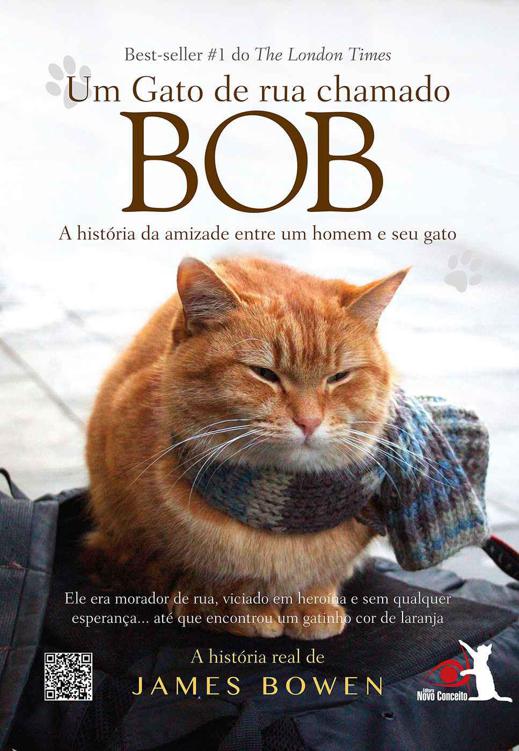 Best-seller #1 do The London Times
Um Gato de rua chamado
BOB
A história da amizade entre um homem e seu gato
Ele era morador de rua, viciado em heroína e sem qualquer
esperança... até que encontrou um gatinho cor de laranja
A história real de
JAMES BOWEN
Editora
Novo Conceito